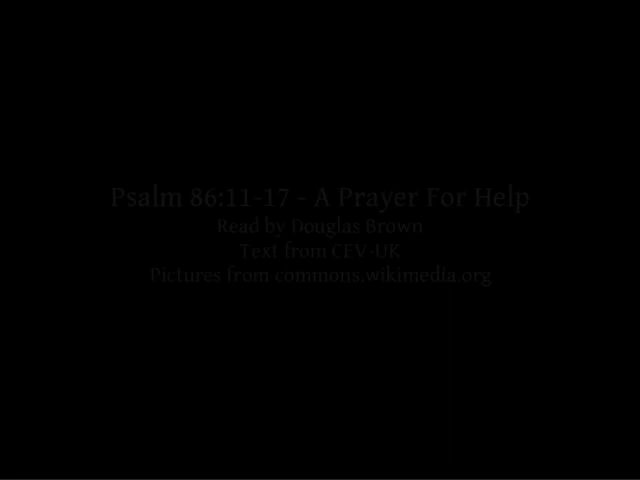 Psalm 86:11-17 - A Prayer For Help
Read by Douglas Brown
Text from CEV-UK
Pictures from commons.wikimedia.org